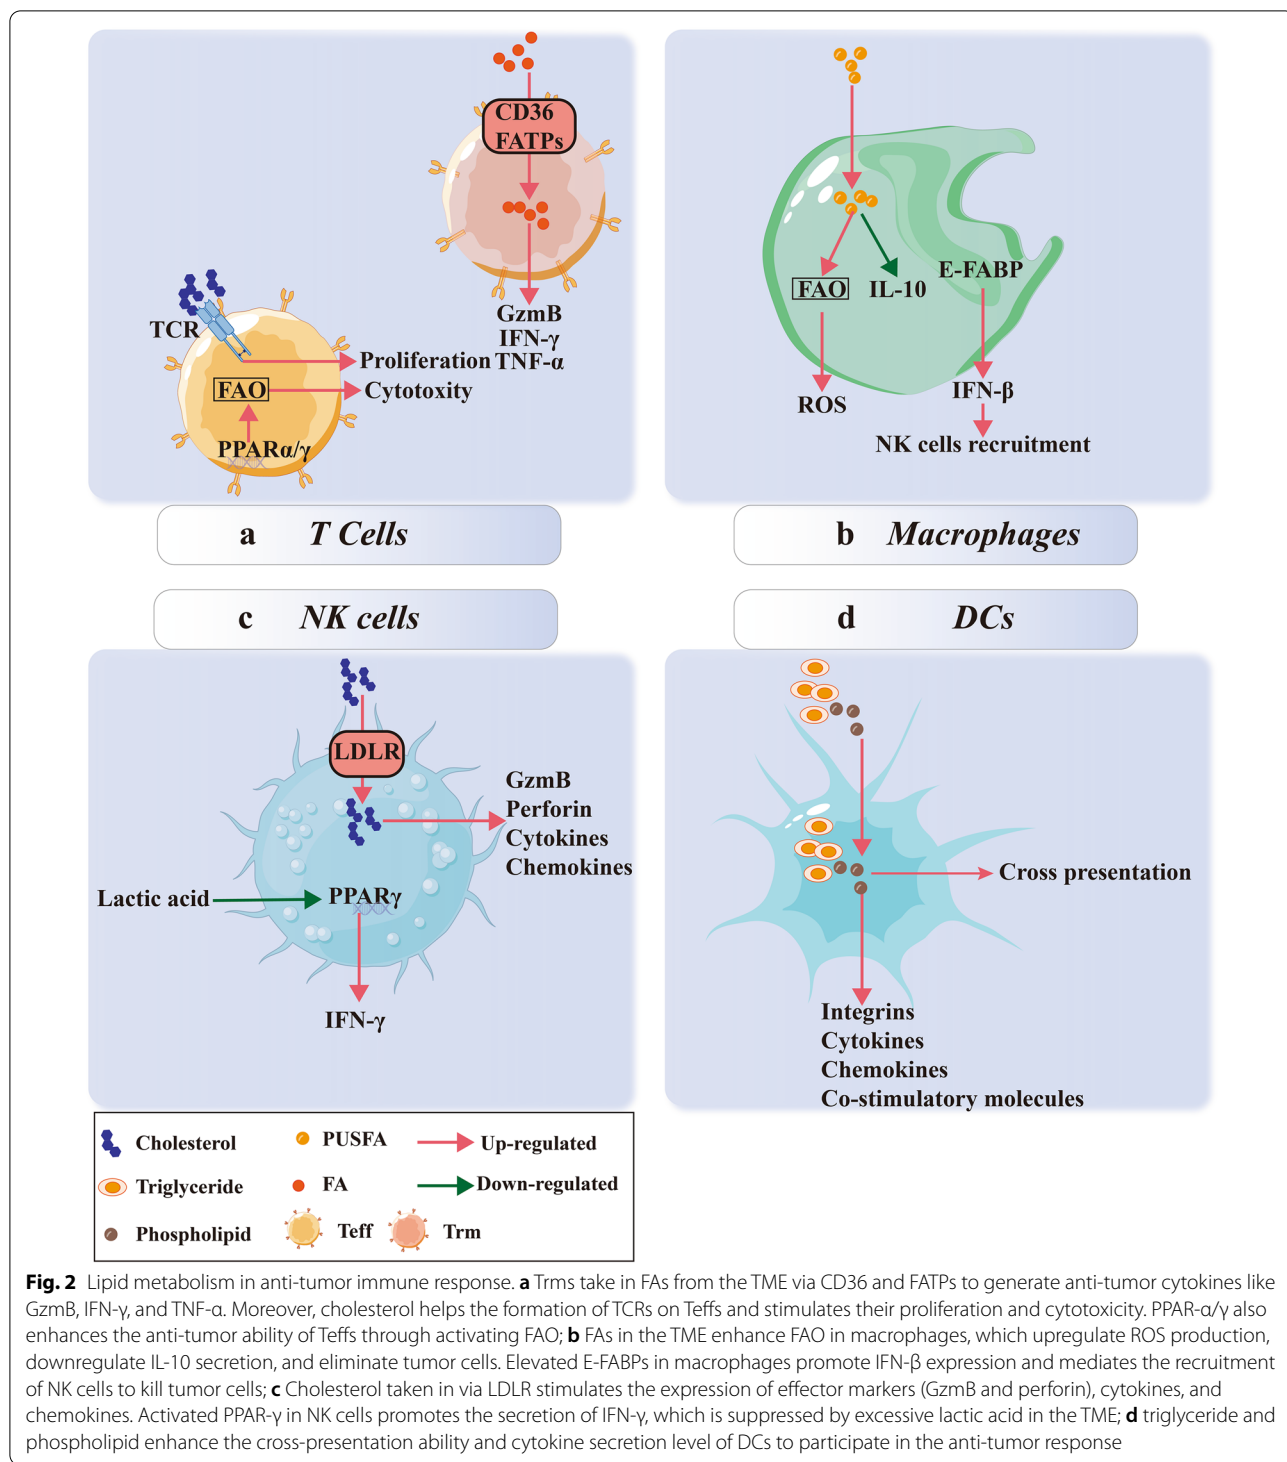 CD36
FATPs
GzmB
IFN-γ
TNF-α
TCR
Proliferation
FAO
Cytotoxity
PPARα/γ
a T Cells
FAO
IL-10
E-FABP
ROS
IFN-β
NK cells recruitment
b Macrophages
c NK cells
LDLR
GzmB
Perforin
Cytokines
Chemokines
Lactic acid
PPARγ
IFN-γ
d DCs
Cross presentation
Integrins
Cytokines
Chemokines
Co-stimulatory molecules
Cholesterol PUSFA Up-regulated
Triglyceride FA Down-regulated
Phospholipid Teff Trm
Fig. 2 Lipid metabolism in anti-tumor immune response. a Trms take in FAs from the TME via CD36 and FATPs to generate anti-tumor cytokines like
GzmB, IFN-γ, and TNF-α. Moreover, cholesterol helps the formation of TCRs on Teffs and stimulates their proliferation and cytotoxicity. PPAR-α/γ also
enhances the anti-tumor ability of Teffs through activating FAO; b FAs in the TME enhance FAO in macrophages, which upregulate ROS production,
downregulate IL-10 secretion, and eliminate tumor cells. Elevated E-FABPs in macrophages promote IFN-β expression and mediates the recruitment
of NK cells to kill tumor cells; c Cholesterol taken in via LDLR stimulates the expression of effector markers (GzmB and perforin), cytokines, and
chemokines. Activated PPAR-γ in NK cells promotes the secretion of IFN-γ, which is suppressed by excessive lactic acid in the TME; d triglyceride and
phospholipid enhance the cross-presentation ability and cytokine secretion level of DCs to participate in the anti-tumor response